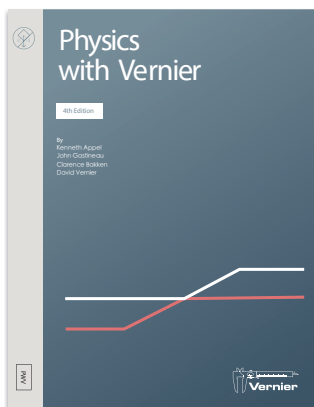 Physics
with Vernier
4th Edition
By
Kenneth Appel
John Gastineau
Clarence Bakken
David Vernier
PWV
Vernier